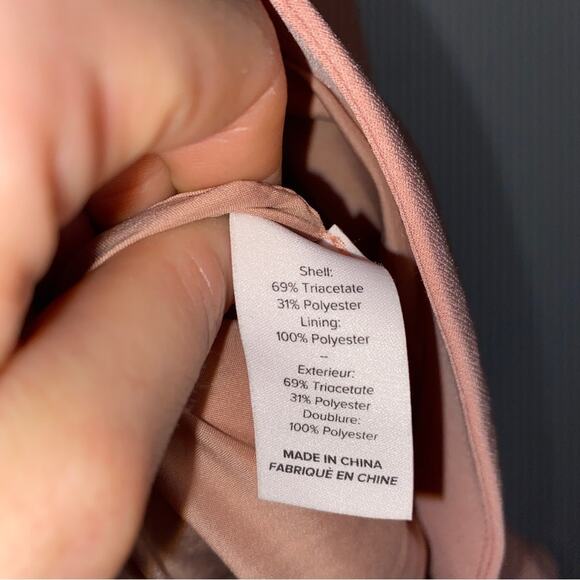 Shell:
69% Triacetate
31% Polyester
Lining:
100% Polyester
--
Exterieur:
69% Triacetate
31% Polyester
Doublure:
100% Polyester
MADE IN CHINA
FABRIQUÈ EN CHINE